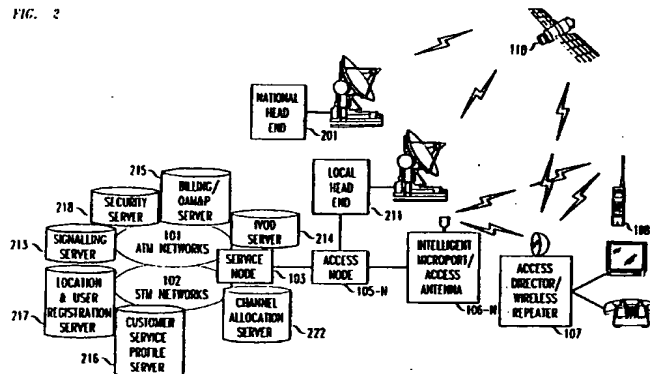 FIG. 2
118
NATIONAL
HEAD
END
201
215
BILLING/
OAM&P
SERVER
LOCAL
HEAD
END
211
218
SECURITY
SERVER
101
ATM NETWORKS
IVOD
SERVER
214
213
SIGNALLING
SERVER
108
SERVICE
NODE
103
ACCESS
NODE
105-N
INTELLIGENT
MICROPORT/
ACCESS
ANTENNA
106-N
ACCESS
DIRECTOR/
WIRELESS
REPEATER
107
102
STM NETWORKS
LOCATION
& USER
REGISTRATION
SERVER
217
CHANNEL
ALLOCATION
SERVER
222
CUSTOMER
SERVICE
PROFILE
SERVER
216